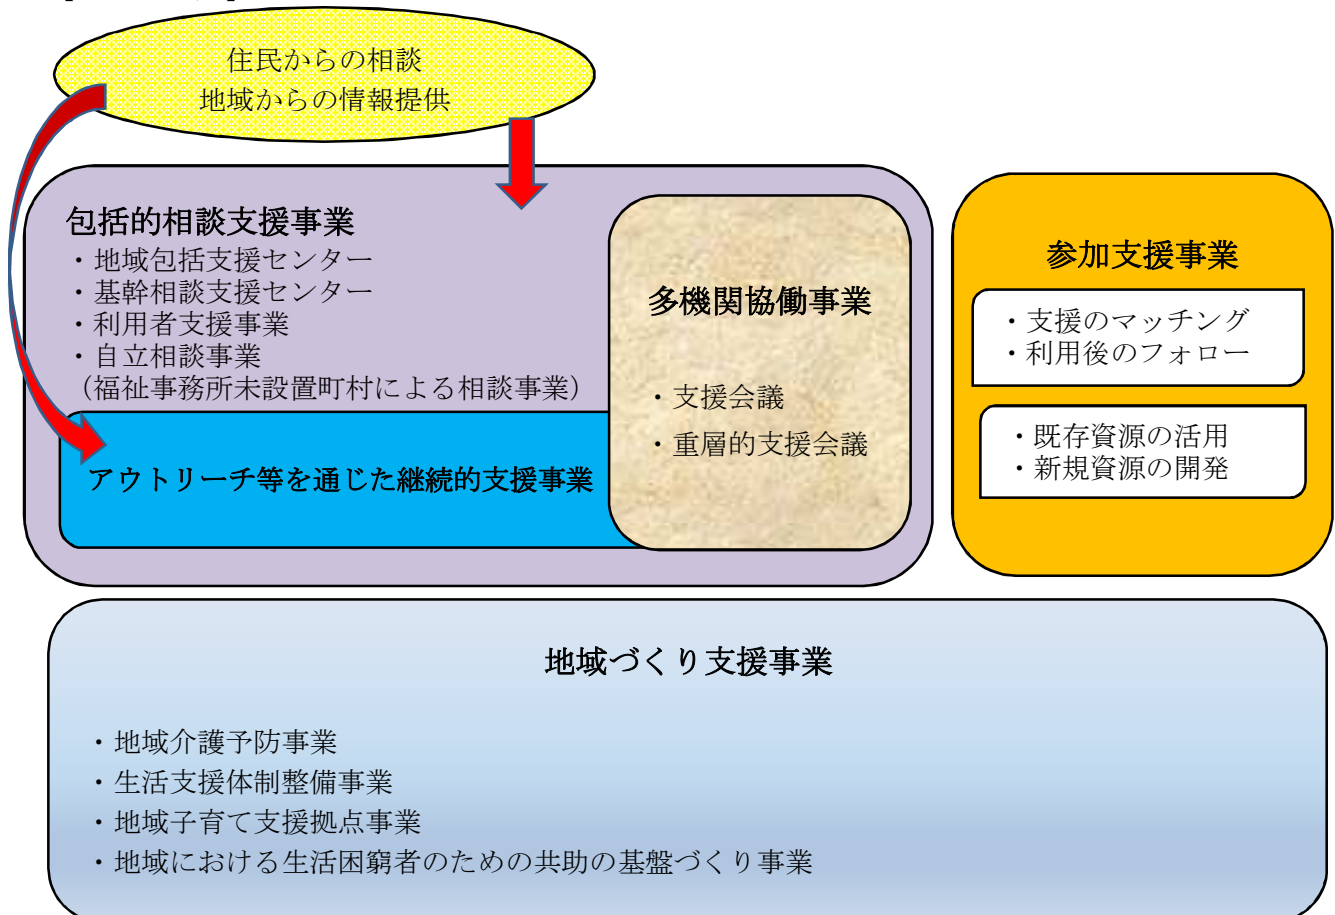 住民からの相談
地域からの情報提供
包括的相談支援事業
・地域包括支援センター
・基幹相談支援センター
・利用者支援事業
・自立相談事業
（福祉事務所未設置町村による相談事業）
アウトリーチ等を通じた継続的支援事業
多機関協働事業
・支援会議
・重層的支援会議
参加支援事業
・支援のマッチング
・利用後のフォロー
・既存資源の活用
・新規資源の開発
地域づくり支援事業
・地域介護予防事業
・生活支援体制整備事業
・地域子育て支援拠点事業
・地域における生活困窮者のための共助の基盤づくり事業